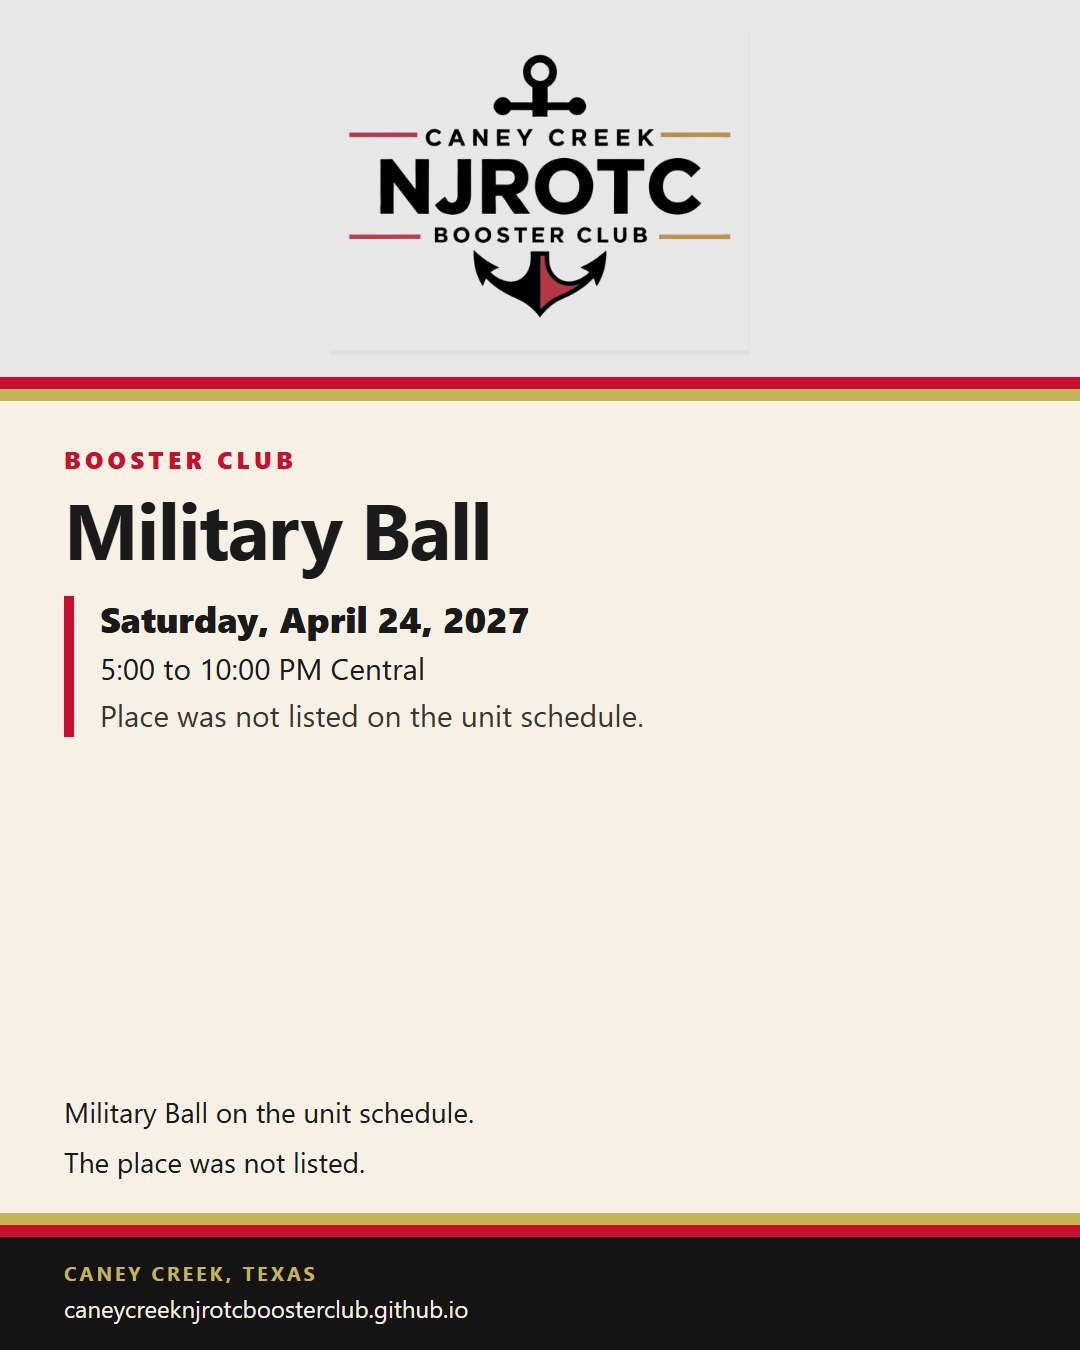 CANEY CREEK
NJROTC
BOOSTER CLUB
BOOSTER CLUB
Military Ball
Saturday, April 24, 2027
5:00 to 10:00 PM Central
Place was not listed on the unit schedule.
Military Ball on the unit schedule.
The place was not listed.
CANEY CREEK, TEXAS
caneycreeknjrotcboosterclub.github.io